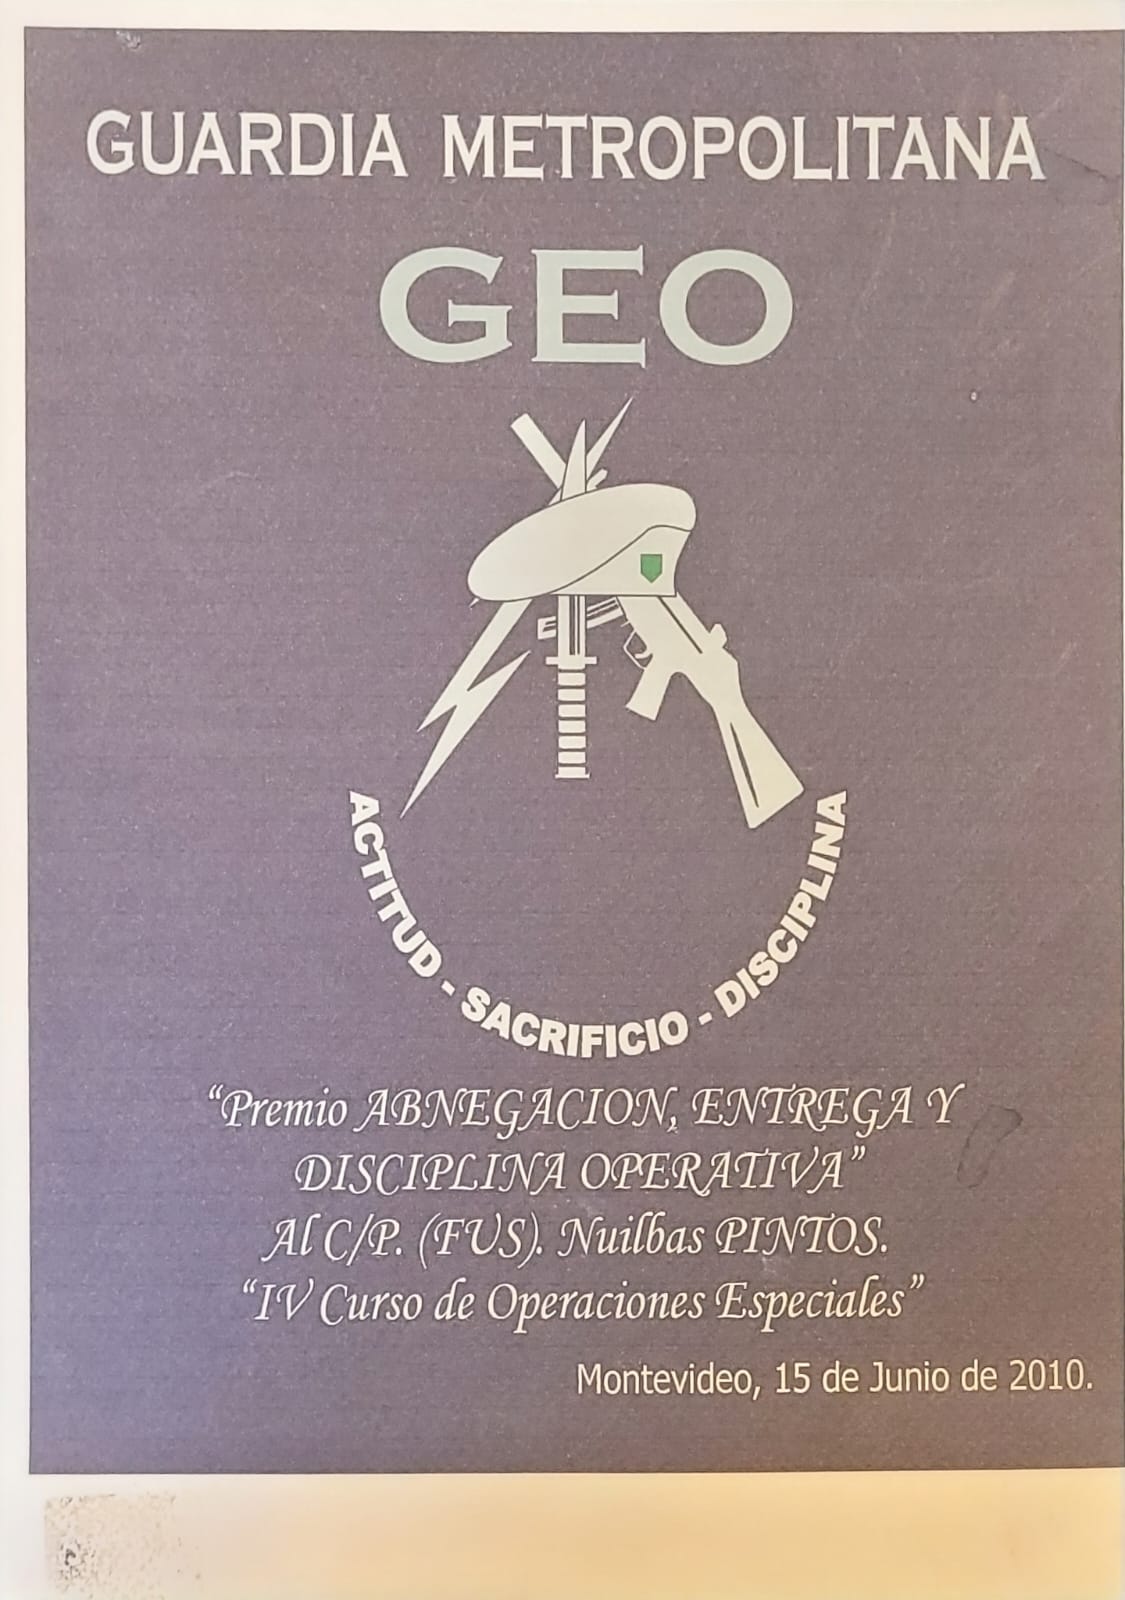 GUARDIA METROPOLITANA
GEO
ACTITUD - SACRIFICIO - DISCIPLINA
“Premio ABNEGACION, ENTREGA Y
DISCIPLINA OPERATIVA”
Al C/P. (FUS). Nuilbas PINTOS.
“IV Curso de Operaciones Especiales”
Montevideo, 15 de Junio de 2010.